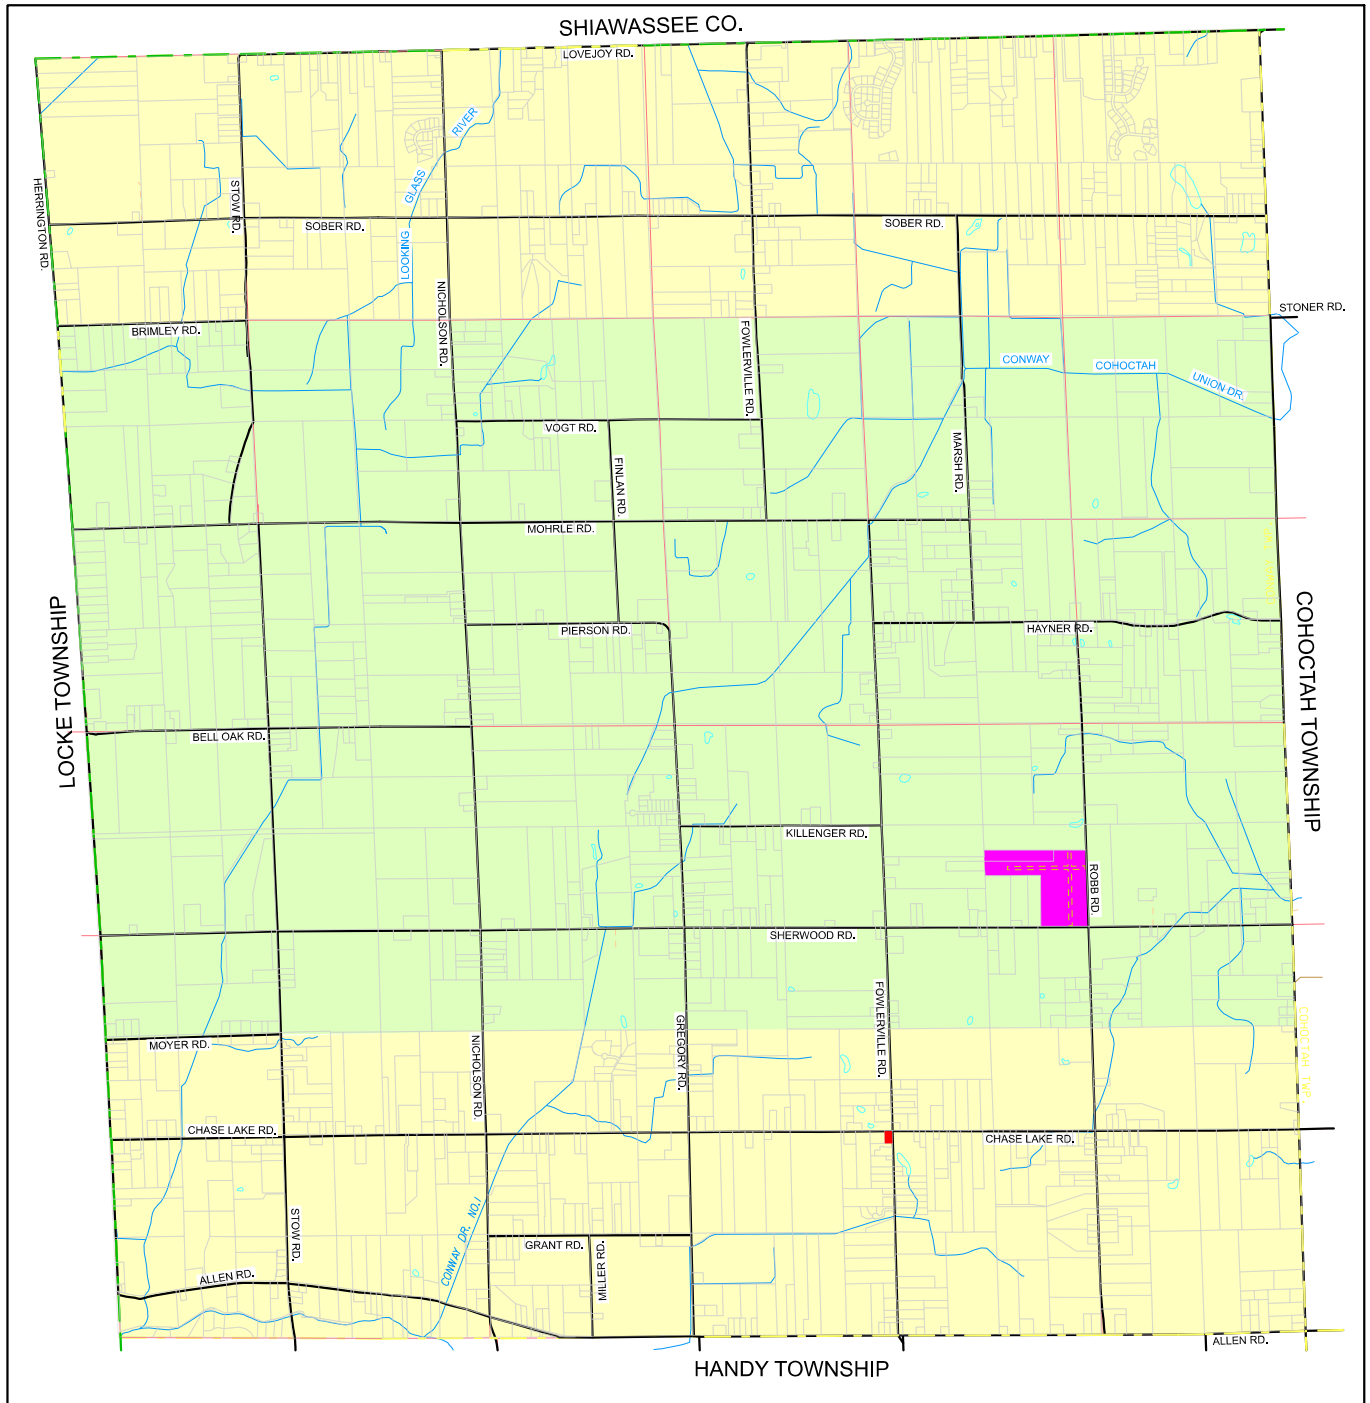 SHIAWASSEE CO.
LOVEJOY RD.
RIVER
GLASS
LOOKING
HERRINGTON RD.
STOW RD.
SOBER RD.
SOBER RD.
NICHOLSON RD.
STONER RD.
BRIMLEY RD.
FOWLERVILLE RD.
CONWAY
COHOCTAH
UNION DR.
VOGT RD.
MARSH RD.
FINLAN RD.
MOHRLE RD.
LOCKE TOWNSHIP
COHOCTAH TOWNSHIP
PIERSON RD.
HAYNER RD.
BELL OAK RD.
KILLENGER RD.
ROBB RD.
SHERWOOD RD.
FOWLERVILLE RD.
GREGORY RD.
NICHOLSON RD.
MOYER RD.
COHOCTAH TWP.
CHASE LAKE RD.
CHASE LAKE RD.
STOW RD.
CONWAY DR. NO.1
GRANT RD.
MILLER RD.
ALLEN RD.
ALLEN RD.
HANDY TOWNSHIP